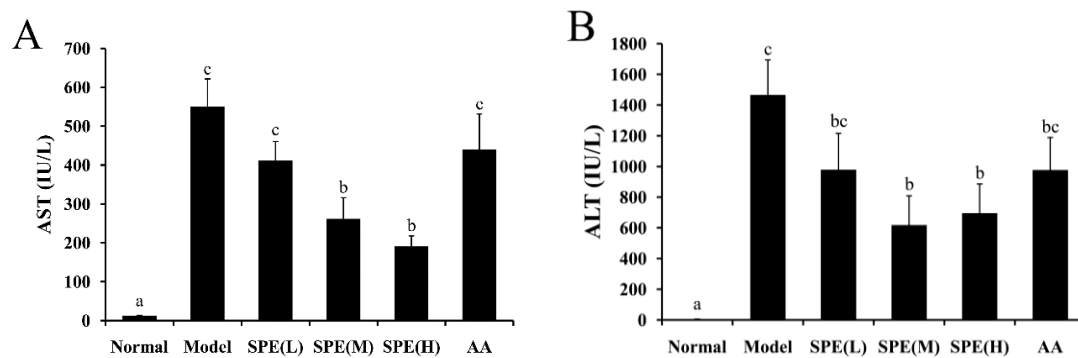 A
AST (IU/L)
700
600
500
400
300
200
100
0
a
c
c
b
b
c
Normal Model SPE(L) SPE(M) SPE(H) AA
B
ALT (IU/L)
1800
1600
1400
1200
1000
800
600
400
200
0
a
c
bc
b
b
bc
Normal Model SPE(L) SPE(M) SPE(H) AA